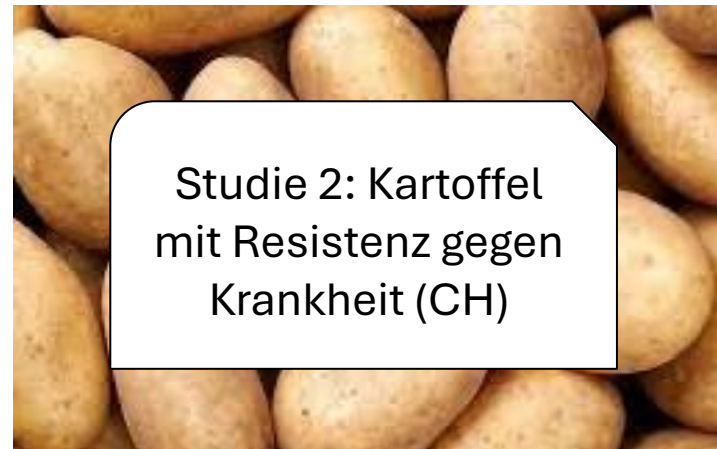 Studie 2: Kartoffel
mit Resistenz gegen
Krankheit (CH)